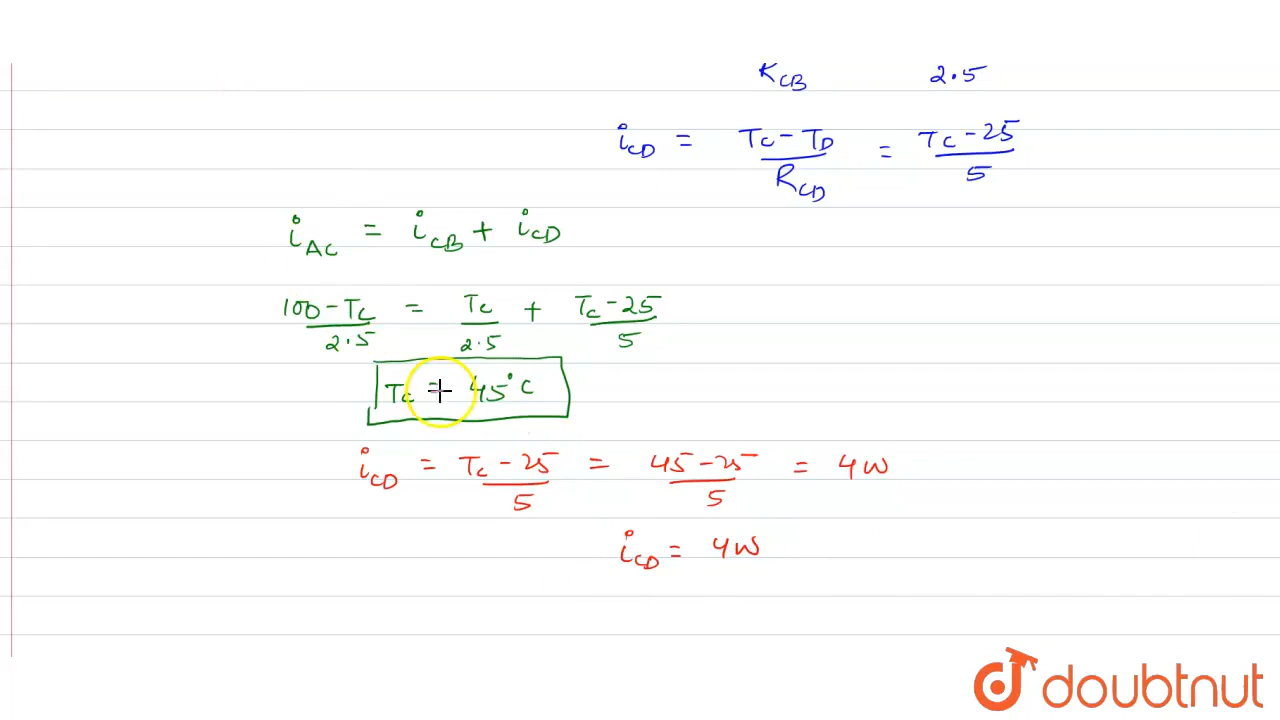 R_CB 2.5
i_CD = (T_C - T_D)/R_CD = (T_C - 25)/5
i_AC = i_CB + i_CD
(100 - T_C)/2.5 = T_C/2.5 + (T_C - 25)/5
T_C = 45°C
i_CD = (T_C - 25)/5 = (45 - 25)/5 = 4W
i_CD = 4W
doubtnut